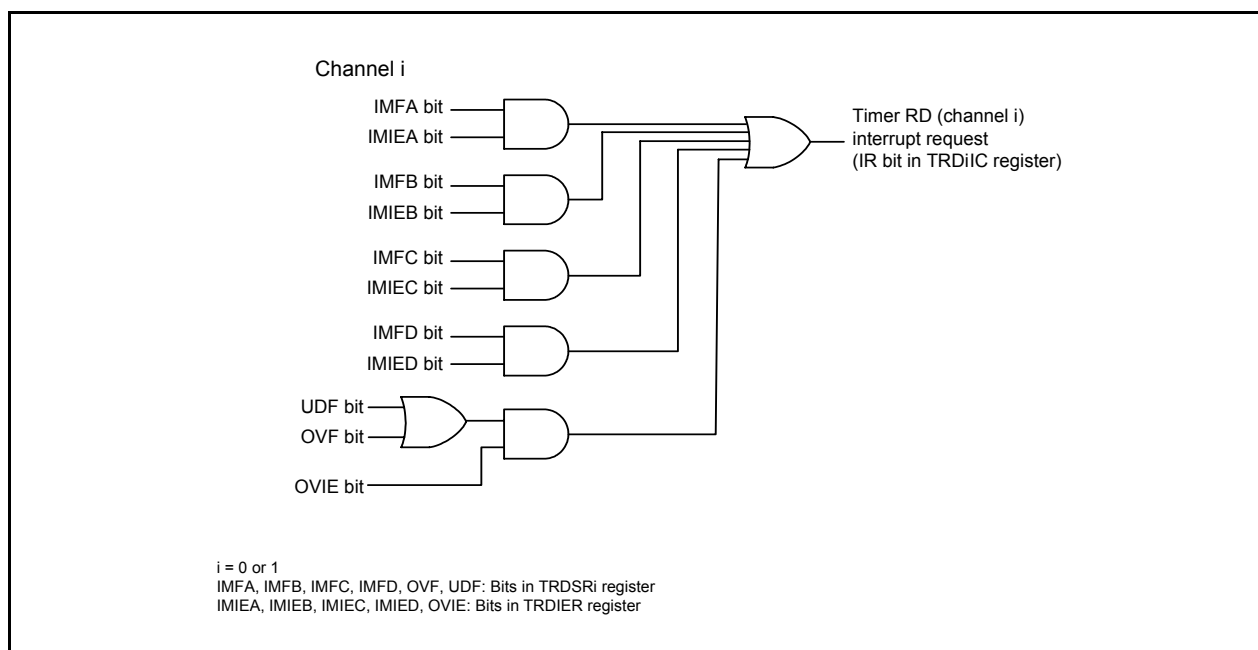 Channel i
IMFA bit
IMIEA bit
IMFB bit
IMIEB bit
IMFC bit
IMIEC bit
IMFD bit
IMIED bit
UDF bit
OVF bit
OVIE bit
Timer RD (channel i)
interrupt request
(IR bit in TRDiIC register)
i = 0 or 1
IMFA, IMFB, IMFC, IMFD, OVF, UDF: Bits in TRDSRi register
IMIEA, IMIEB, IMIEC, IMIED, OVIE: Bits in TRDIER register